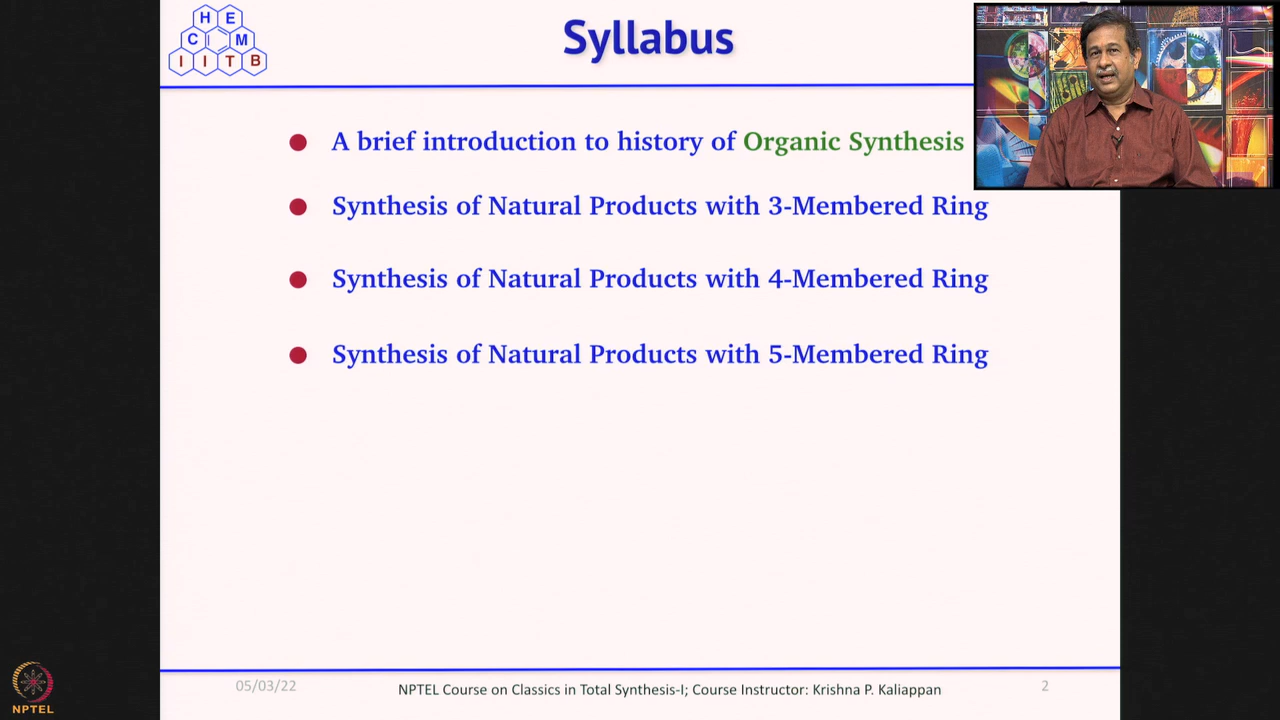 H E
C M
I I T B
Syllabus
A brief introduction to history of Organic Synthesis
Synthesis of Natural Products with 3-Membered Ring
Synthesis of Natural Products with 4-Membered Ring
Synthesis of Natural Products with 5-Membered Ring
05/03/22
NPTEL Course on Classics in Total Synthesis-I; Course Instructor: Krishna P. Kaliappan
2
NPTEL